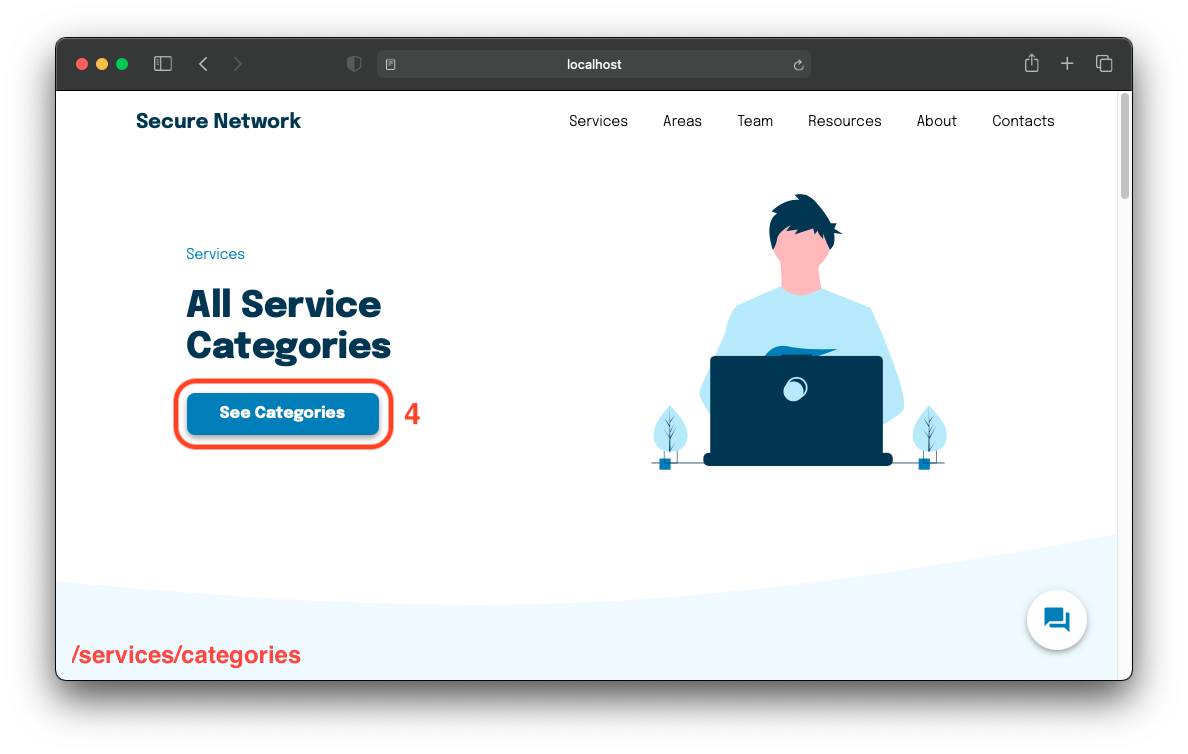 localhost
Secure Network
Services Areas Team Resources About Contacts
Services
All Service
Categories
See Categories
4
/services/categories